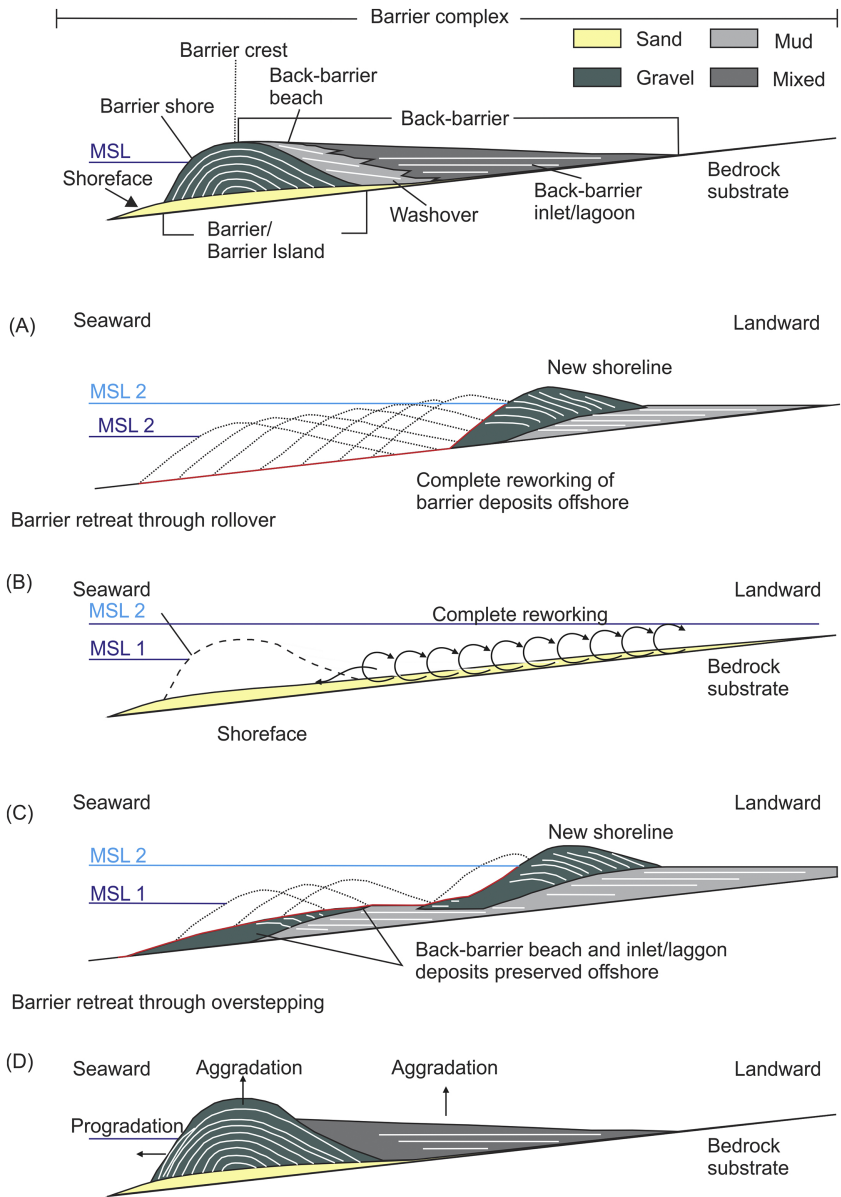 Barrier complex
Sand
Mud
Gravel
Mixed
Barrier crest
Back-barrier
beach
Barrier shore
Back-barrier
MSL
Shoreface
Bedrock
substrate
Back-barrier
inlet/lagoon
Washover
Barrier/
Barrier Island
(A)
Seaward
Landward
New shoreline
MSL 2
MSL 2
Complete reworking of
barrier deposits offshore
Barrier retreat through rollover
(B)
Seaward
Landward
MSL 2
Complete reworking
MSL 1
Bedrock
substrate
Shoreface
(C)
Seaward
Landward
New shoreline
MSL 2
MSL 1
Back-barrier beach and inlet/laggon
deposits preserved offshore
Barrier retreat through overstepping
(D)
Seaward
Aggradation
Aggradation
Landward
Progradation
Bedrock
substrate